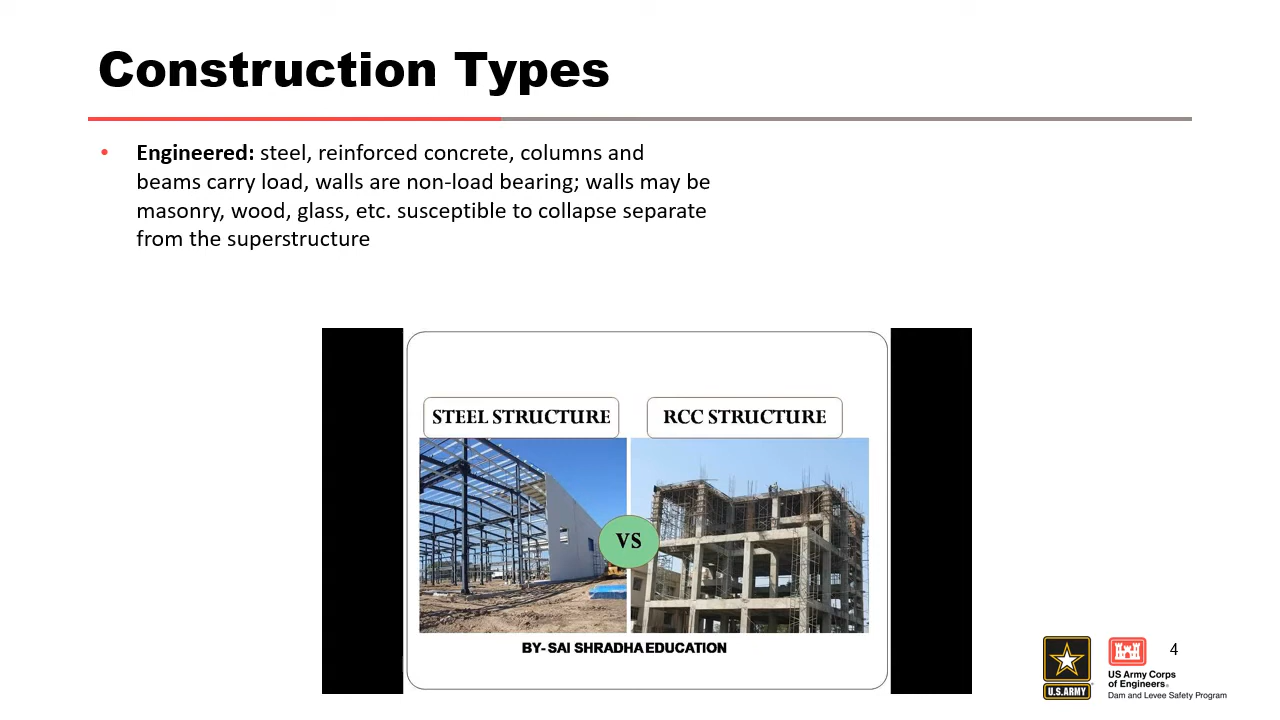 Construction Types
• Engineered: steel, reinforced concrete, columns and
beams carry load, walls are non-load bearing; walls may be
masonry, wood, glass, etc. susceptible to collapse separate
from the superstructure
STEEL STRUCTURE
RCC STRUCTURE
VS
BY- SAI SHRADHA EDUCATION
U.S.ARMY
US Army Corps
of Engineers®
Dam and Levee Safety Program
4